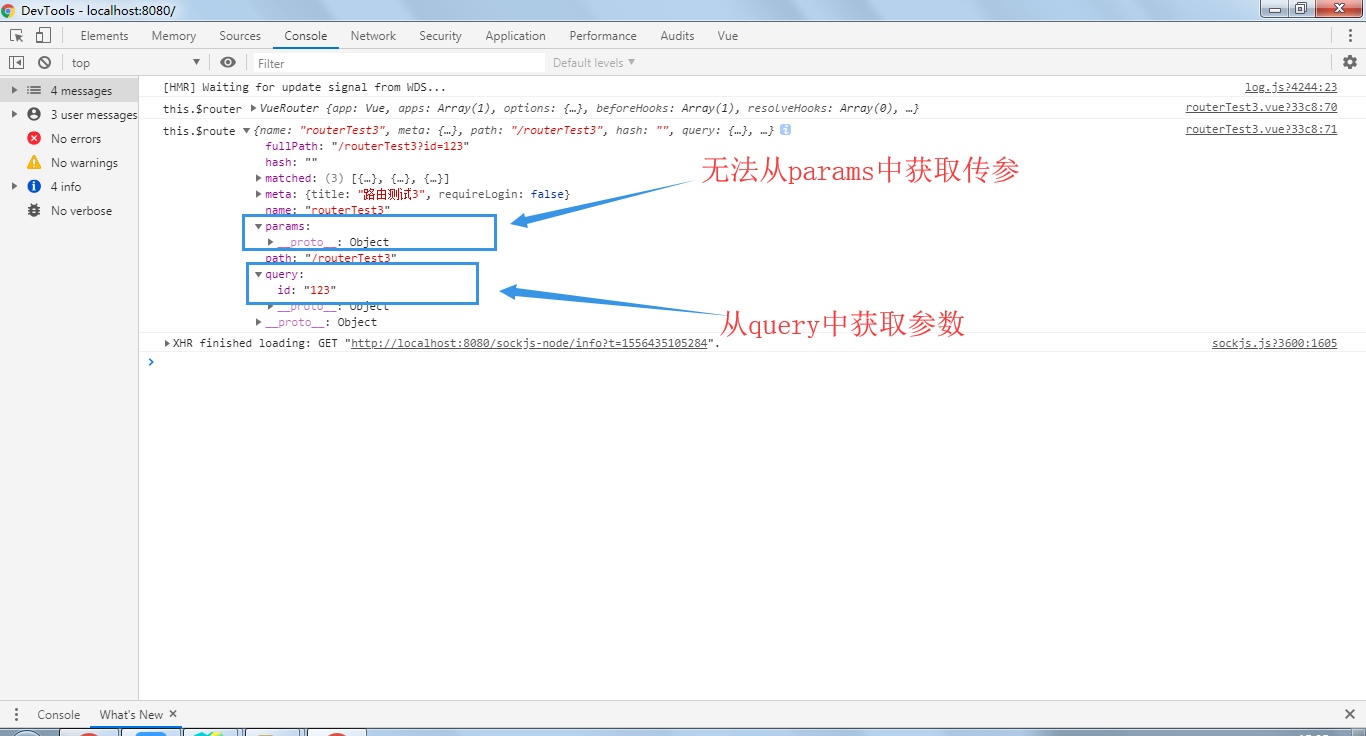 DevTools - localhost:8080/
Elements Memory Sources Console Network Security Application Performance Audits Vue
top Filter Default levels
4 messages
3 user messages
No errors
No warnings
4 info
No verbose
[HMR] Waiting for update signal from WDS... log.js?4244:23
this.$router VueRouter {app: Vue, apps: Array(1), options: {…}, beforeHooks: Array(1), resolveHooks: Array(0), …} routerTest3.vue?33c8:70
this.$route {name: "routerTest3", meta: {…}, path: "/routerTest3", hash: "", query: {…}, …} routerTest3.vue?33c8:71
fullPath: "/routerTest3?id=123"
hash: ""
matched: (3) [{…}, {…}, {…}]
meta: {title: "路由测试3", requireLogin: false}
name: "routerTest3"
params:
__proto__: Object
path: "/routerTest3"
query:
id: "123"
__proto__: Object
__proto__: Object
无法从params中获取传参
从query中获取参数
XHR finished loading: GET "http://localhost:8080/sockjs-node/info?t=1556435105284". sockjs.js?3600:1605
Console What's New